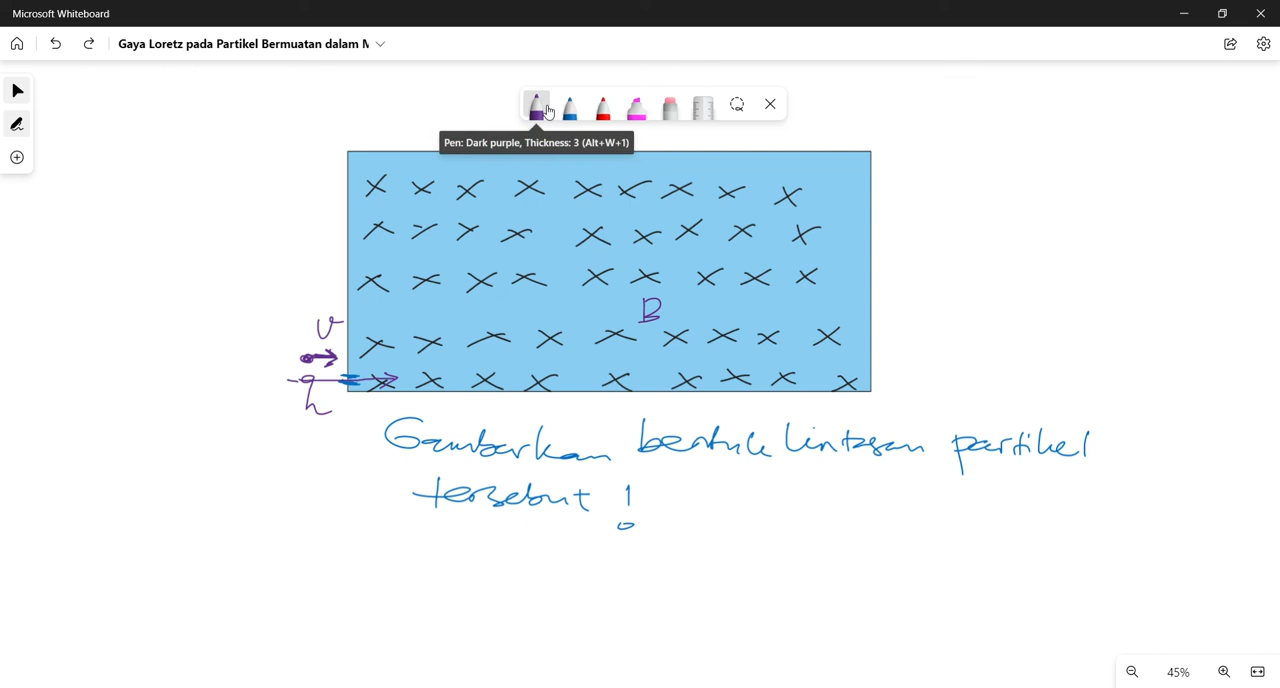 Microsoft Whiteboard
Gaya Loretz pada Partikel Bermuatan dalam M
Pen: Dark purple, Thickness: 3 (Alt+W+1)
B
v
Gambarkan bentuk lintasan partikel
tersebut !
45%